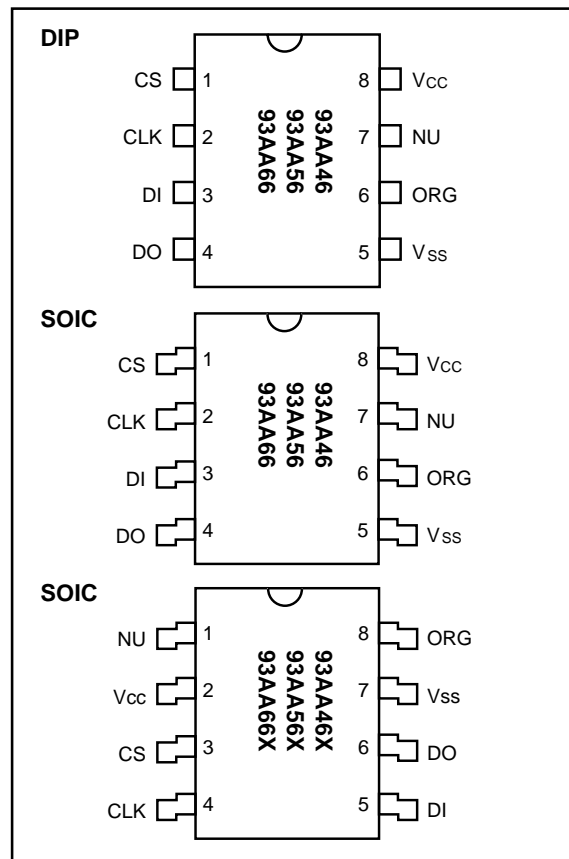 DIP
CS 1 8 VCC
CLK 2 7 NU
DI 3 6 ORG
DO 4 5 VSS
93AA46
93AA56
93AA66
SOIC
CS 1 8 VCC
CLK 2 7 NU
DI 3 6 ORG
DO 4 5 VSS
93AA46
93AA56
93AA66
SOIC
NU 1 8 ORG
Vcc 2 7 Vss
CS 3 6 DO
CLK 4 5 DI
93AA46X
93AA56X
93AA66X